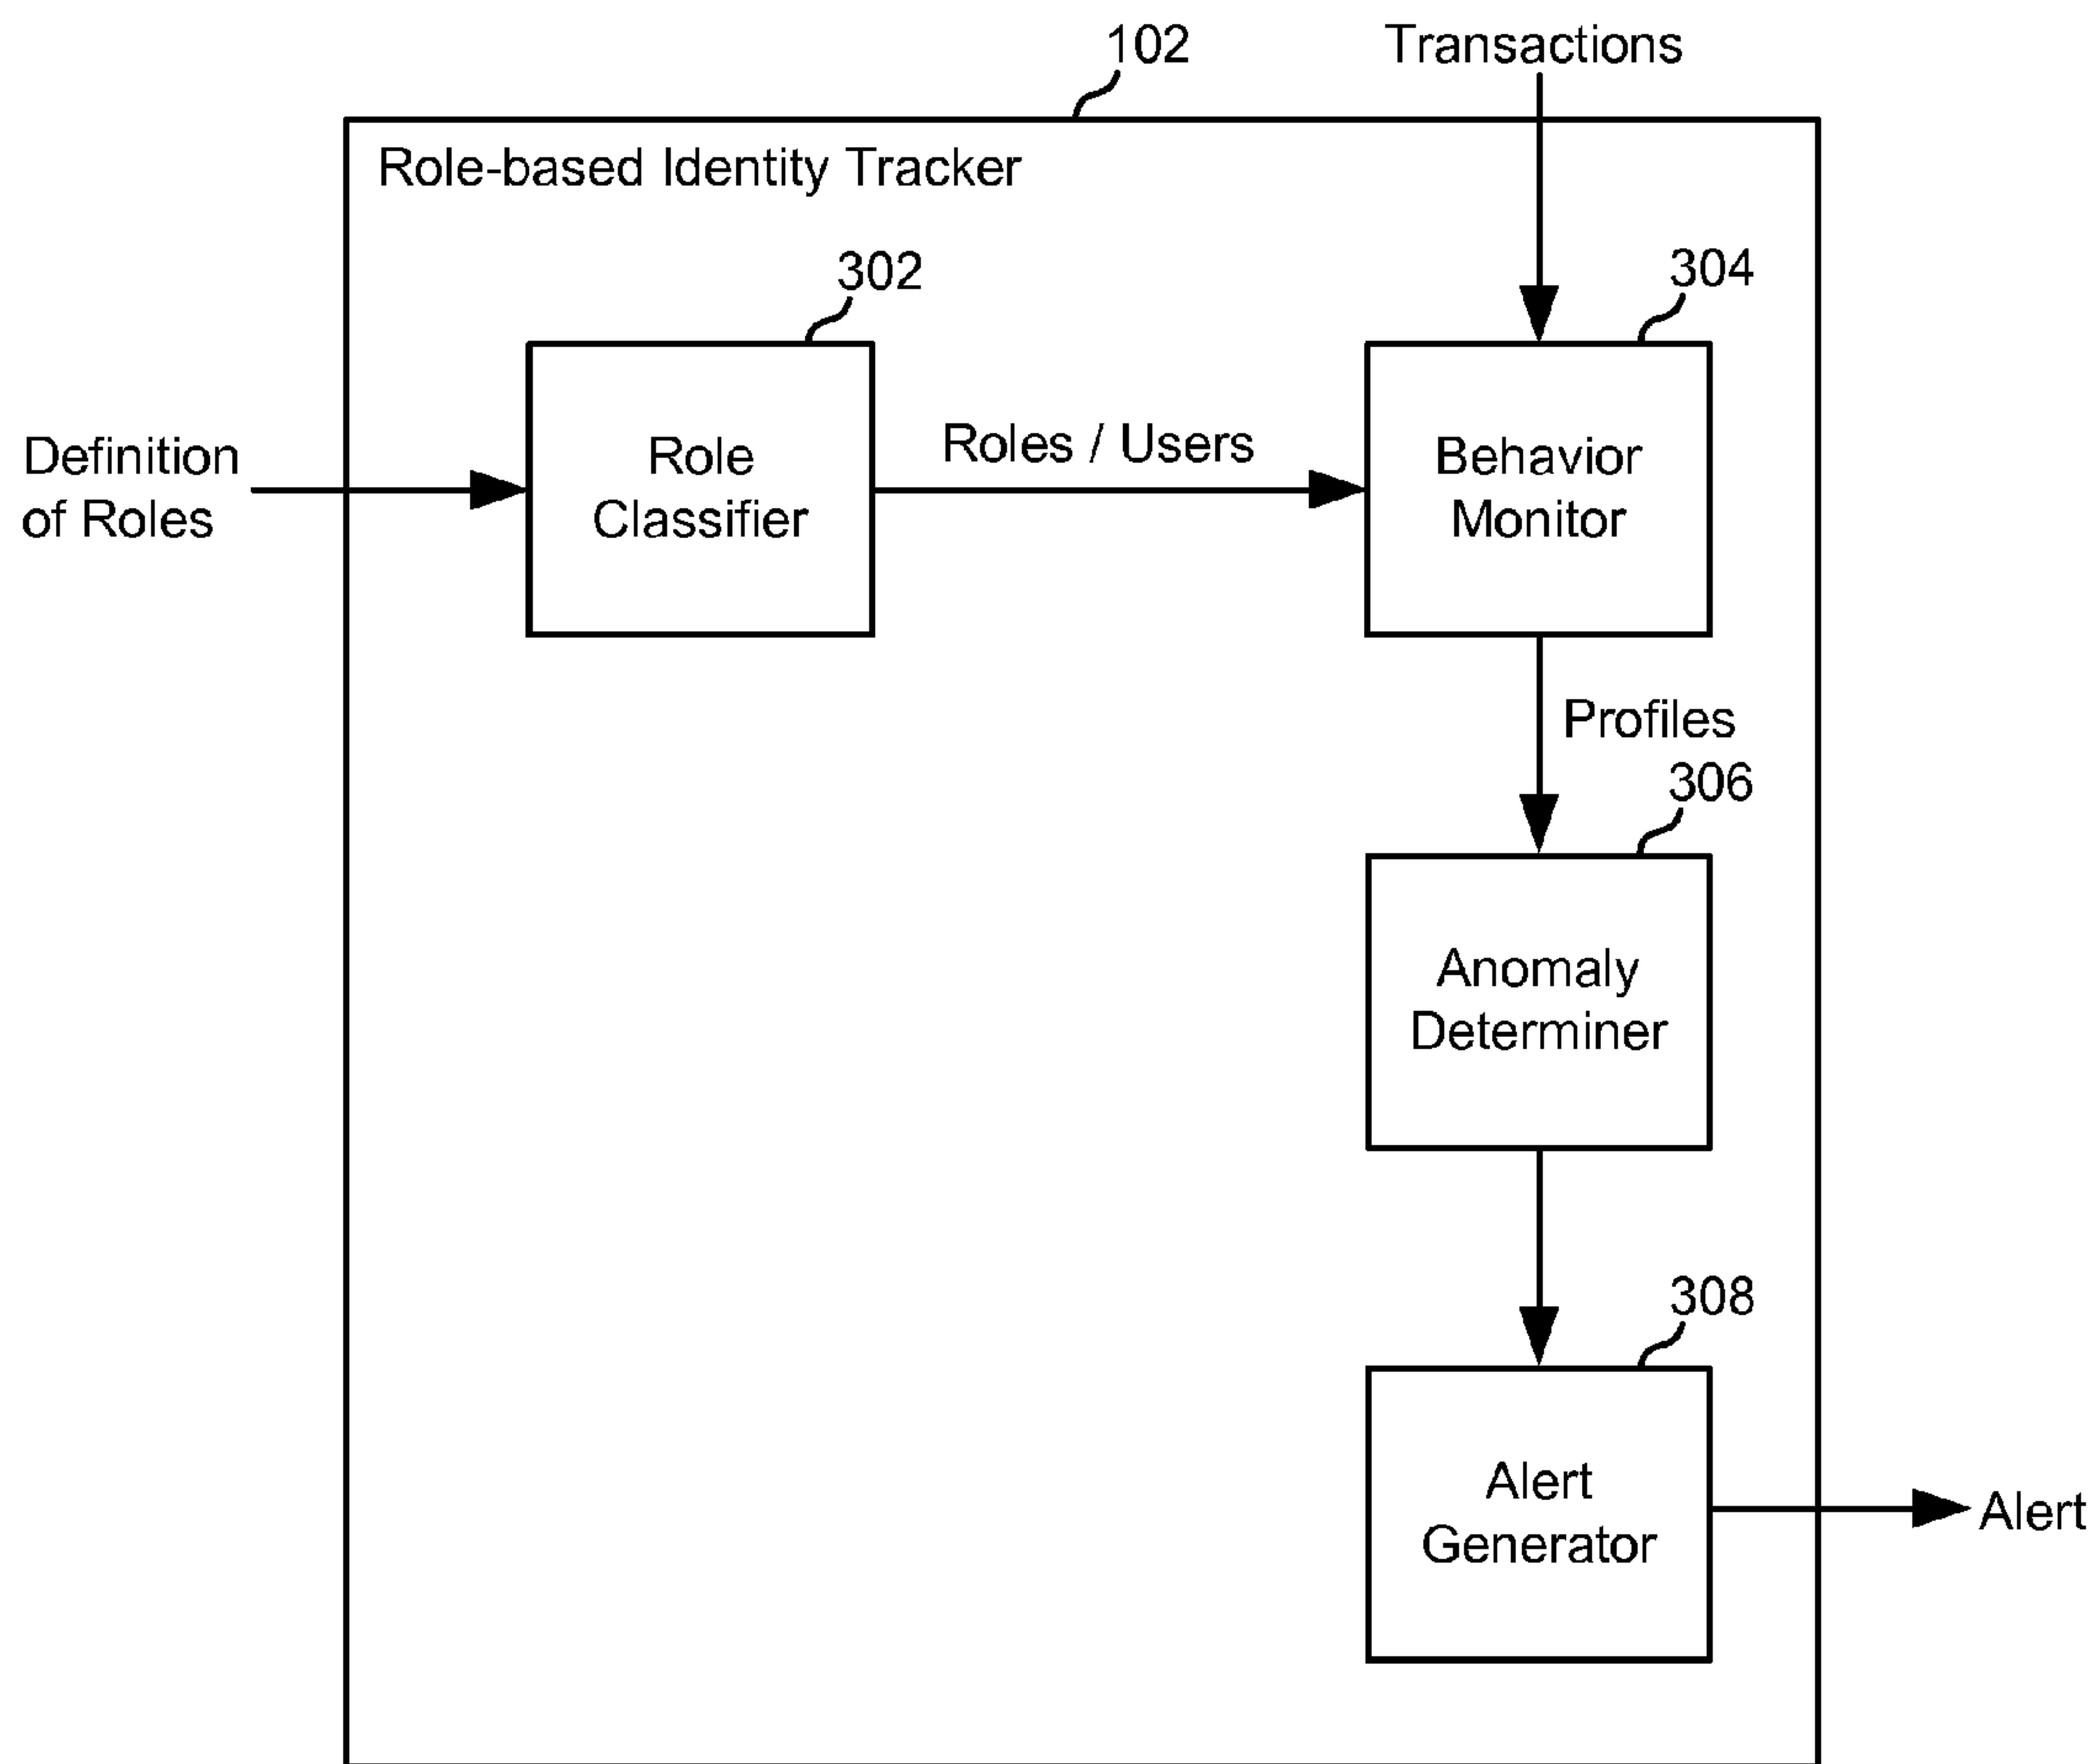 102
Transactions
Role-based Identity Tracker
302
304
Definition
of Roles
Role
Classifier
Roles / Users
Behavior
Monitor
Profiles
306
Anomaly
Determiner
308
Alert
Generator
Alert